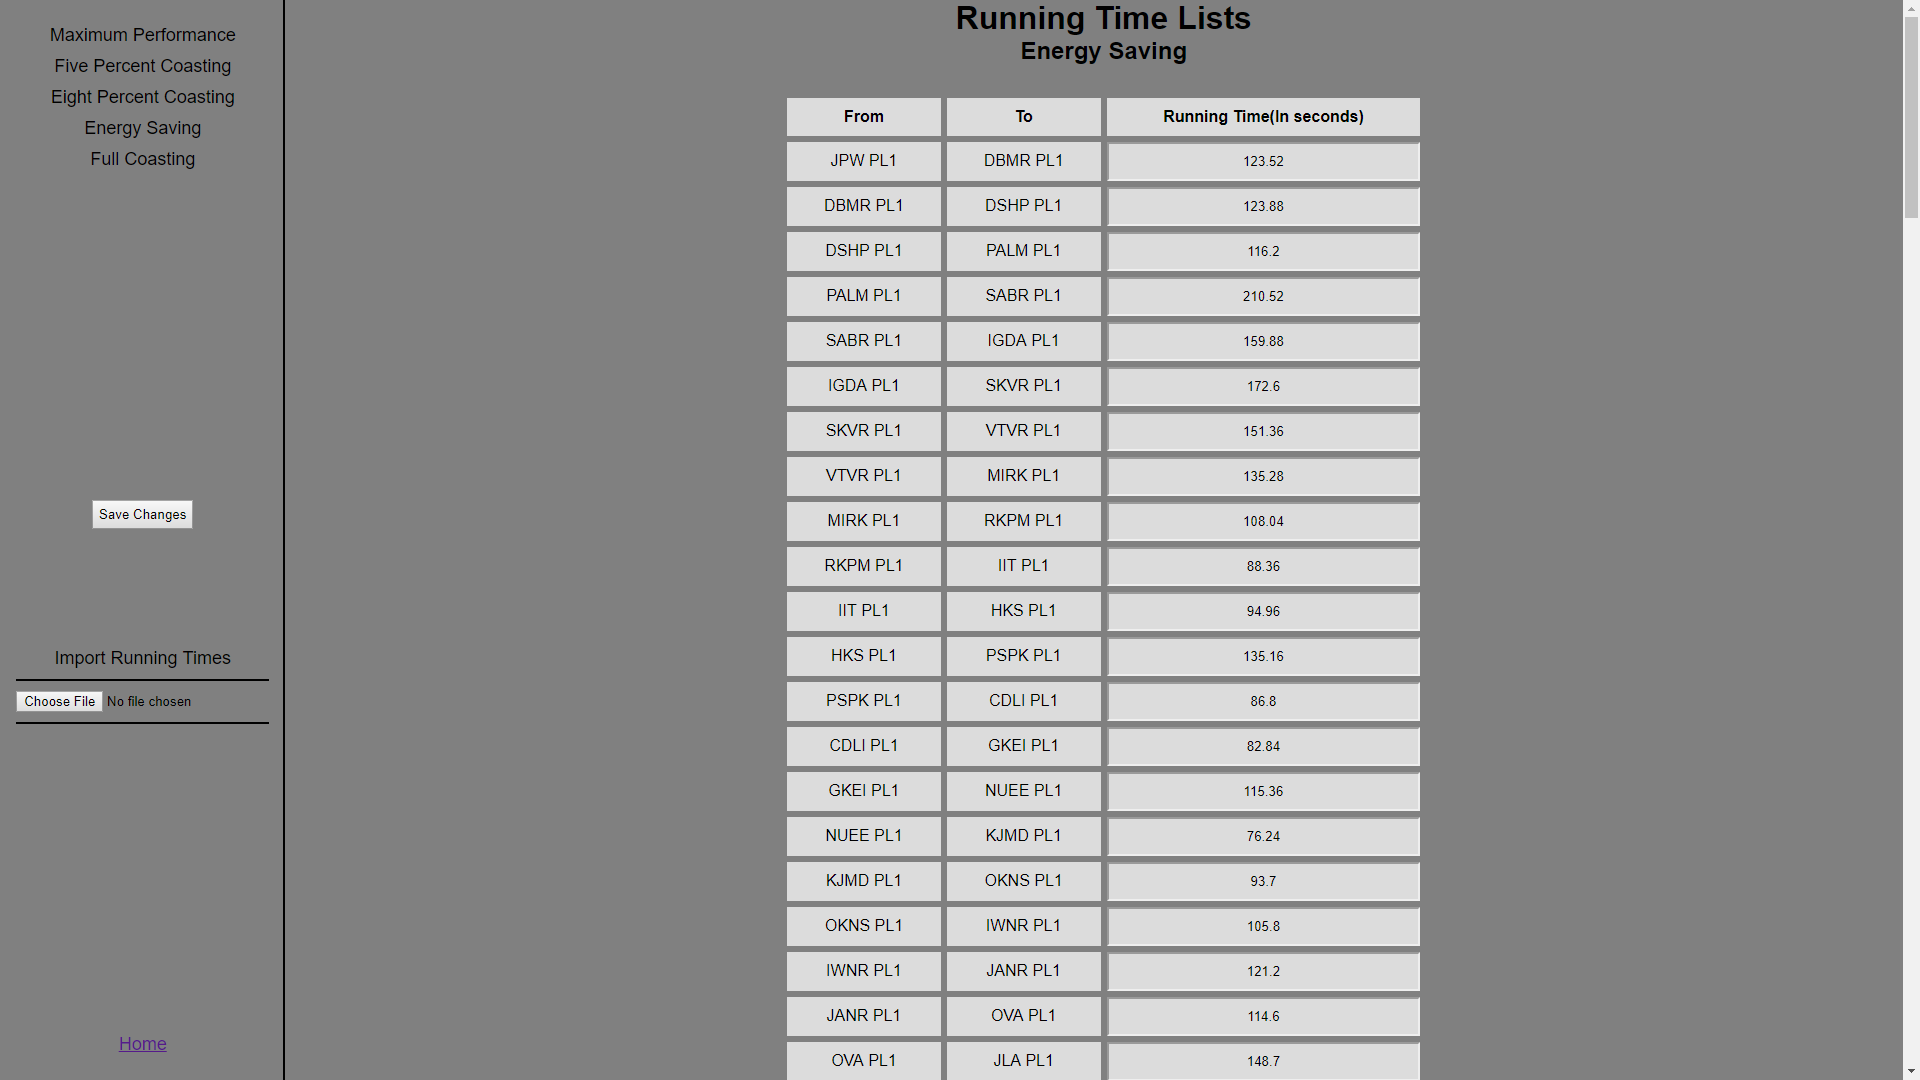 Maximum Performance
Five Percent Coasting
Eight Percent Coasting
Energy Saving
Full Coasting
Save Changes
Import Running Times
Choose File No file chosen
Home
Running Time Lists
Energy Saving
From To Running Time(In seconds)
JPW PL1 DBMR PL1 123.52
DBMR PL1 DSHP PL1 123.88
DSHP PL1 PALM PL1 116.2
PALM PL1 SABR PL1 210.52
SABR PL1 IGDA PL1 159.88
IGDA PL1 SKVR PL1 172.6
SKVR PL1 VTVR PL1 151.36
VTVR PL1 MIRK PL1 135.28
MIRK PL1 RKPM PL1 108.04
RKPM PL1 IIT PL1 88.36
IIT PL1 HKS PL1 94.96
HKS PL1 PSPK PL1 135.16
PSPK PL1 CDLI PL1 86.8
CDLI PL1 GKEI PL1 82.84
GKEI PL1 NUEE PL1 115.36
NUEE PL1 KJMD PL1 76.24
KJMD PL1 OKNS PL1 93.7
OKNS PL1 IWNR PL1 105.8
IWNR PL1 JANR PL1 121.2
JANR PL1 OVA PL1 114.6
OVA PL1 JLA PL1 148.7